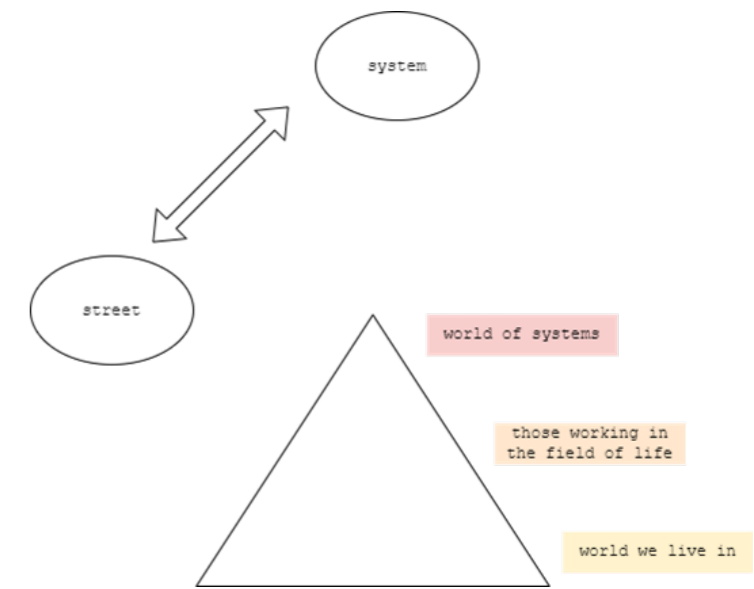 system
street
world of systems
those working in
the field of life
world we live in